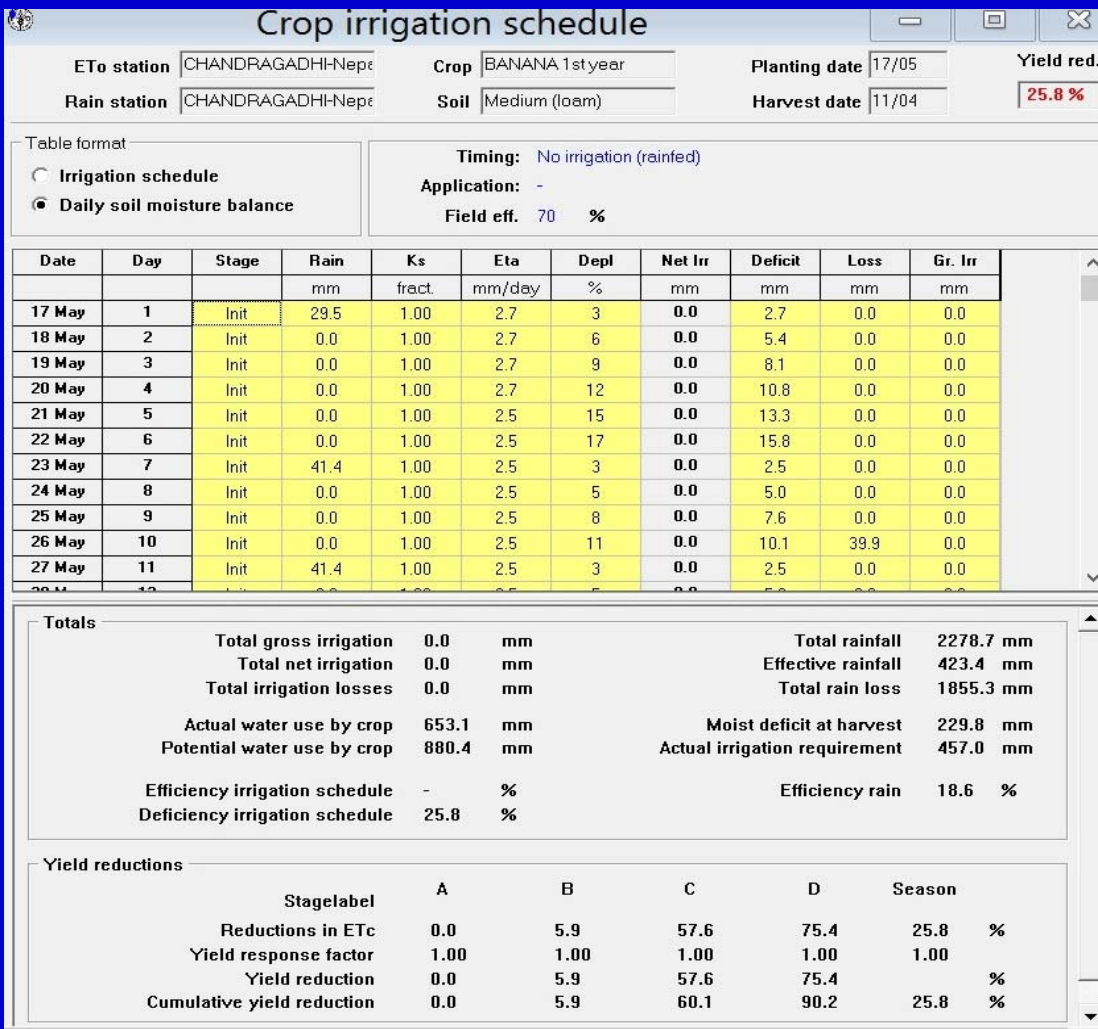 Crop irrigation schedule
ETo station CHANDRAGADHI-Nepa Crop BANANA 1st year Planting date 17/05 Yield red.
Rain station CHANDRAGADHI-Nepa Soil Medium (loam) Harvest date 11/04 25.8 %
Table format
Irrigation schedule
Daily soil moisture balance
Timing: No irrigation (rainfed)
Application: -
Field eff. 70 %
Date Day Stage Rain Ks Eta Depl Net Irr Deficit Loss Gr. Irr
mm fract. mm/day % mm mm mm mm
17 May 1 Init 29.5 1.00 2.7 3 0.0 2.7 0.0 0.0
18 May 2 Init 0.0 1.00 2.7 6 0.0 5.4 0.0 0.0
19 May 3 Init 0.0 1.00 2.7 9 0.0 8.1 0.0 0.0
20 May 4 Init 0.0 1.00 2.7 12 0.0 10.8 0.0 0.0
21 May 5 Init 0.0 1.00 2.5 15 0.0 13.3 0.0 0.0
22 May 6 Init 0.0 1.00 2.5 17 0.0 15.8 0.0 0.0
23 May 7 Init 41.4 1.00 2.5 3 0.0 2.5 0.0 0.0
24 May 8 Init 0.0 1.00 2.5 5 0.0 5.0 0.0 0.0
25 May 9 Init 0.0 1.00 2.5 8 0.0 7.6 0.0 0.0
26 May 10 Init 0.0 1.00 2.5 11 0.0 10.1 39.9 0.0
27 May 11 Init 41.4 1.00 2.5 3 0.0 2.5 0.0 0.0
Totals
Total gross irrigation 0.0 mm Total rainfall 2278.7 mm
Total net irrigation 0.0 mm Effective rainfall 423.4 mm
Total irrigation losses 0.0 mm Total rain loss 1855.3 mm
Actual water use by crop 653.1 mm Moist deficit at harvest 229.8 mm
Potential water use by crop 880.4 mm Actual irrigation requirement 457.0 mm
Efficiency irrigation schedule - % Efficiency rain 18.6 %
Deficiency irrigation schedule 25.8 %
Yield reductions
Stagelabel A B C D Season
Reductions in ETc 0.0 5.9 57.6 75.4 25.8 %
Yield response factor 1.00 1.00 1.00 1.00 1.00
Yield reduction 0.0 5.9 57.6 75.4 %
Cumulative yield reduction 0.0 5.9 60.1 90.2 25.8 %